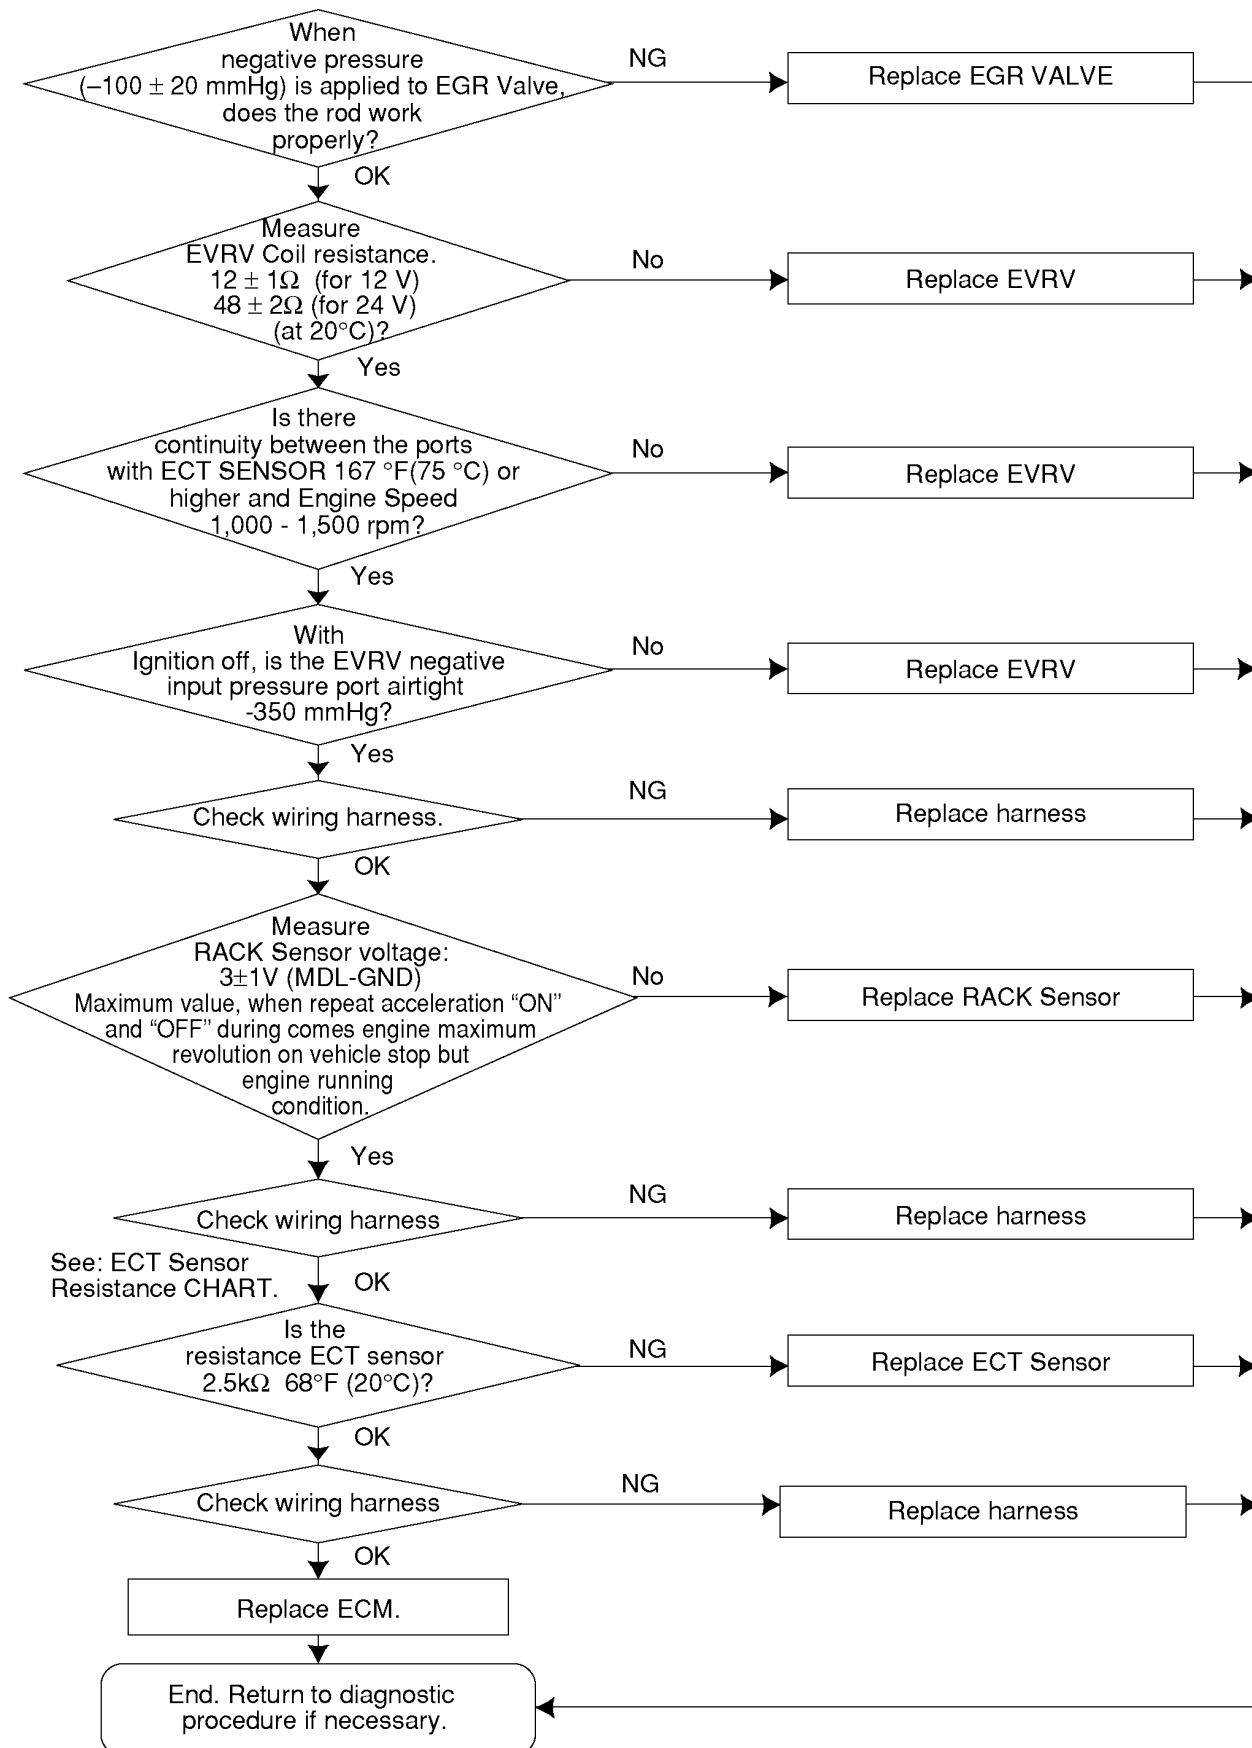 When
negative pressure
(–100 ± 20 mmHg) is applied to EGR Valve,
does the rod work
properly?
NG
Replace EGR VALVE
OK
Measure
EVRV Coil resistance.
12 ± 1Ω (for 12 V)
48 ± 2Ω (for 24 V)
(at 20°C)?
No
Replace EVRV
Yes
Is there
continuity between the ports
with ECT SENSOR 167 °F(75 °C) or
higher and Engine Speed
1,000 - 1,500 rpm?
No
Replace EVRV
Yes
With
Ignition off, is the EVRV negative
input pressure port airtight
-350 mmHg?
No
Replace EVRV
Yes
Check wiring harness.
NG
Replace harness
OK
Measure
RACK Sensor voltage:
3±1V (MDL-GND)
Maximum value, when repeat acceleration “ON”
and “OFF” during comes engine maximum
revolution on vehicle stop but
engine running
condition.
No
Replace RACK Sensor
Yes
Check wiring harness
NG
Replace harness
See: ECT Sensor
Resistance CHART.
OK
Is the
resistance ECT sensor
2.5kΩ 68°F (20°C)?
NG
Replace ECT Sensor
OK
Check wiring harness
NG
Replace harness
OK
Replace ECM.
End. Return to diagnostic
procedure if necessary.